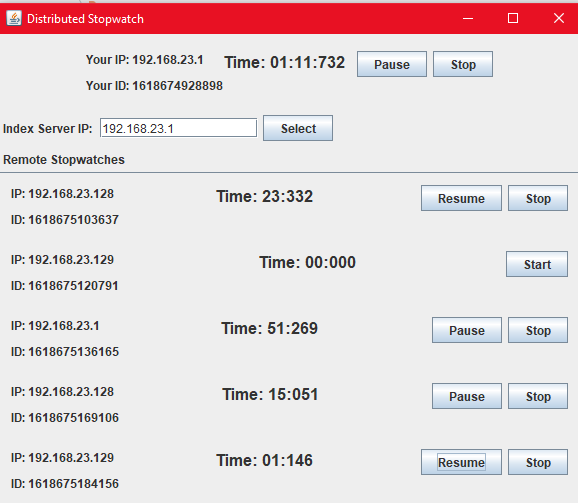 Distributed Stopwatch
Your IP: 192.168.23.1 Time: 01:11:732 Pause Stop
Your ID: 1618674928898
Index Server IP: 192.168.23.1 Select
Remote Stopwatches
IP: 192.168.23.128 Time: 23:332 Resume Stop
ID: 1618675103637
IP: 192.168.23.129 Time: 00:000 Start
ID: 1618675120791
IP: 192.168.23.1 Time: 51:269 Pause Stop
ID: 1618675136165
IP: 192.168.23.128 Time: 15:051 Pause Stop
ID: 1618675169106
IP: 192.168.23.129 Time: 01:146 Resume Stop
ID: 1618675184156